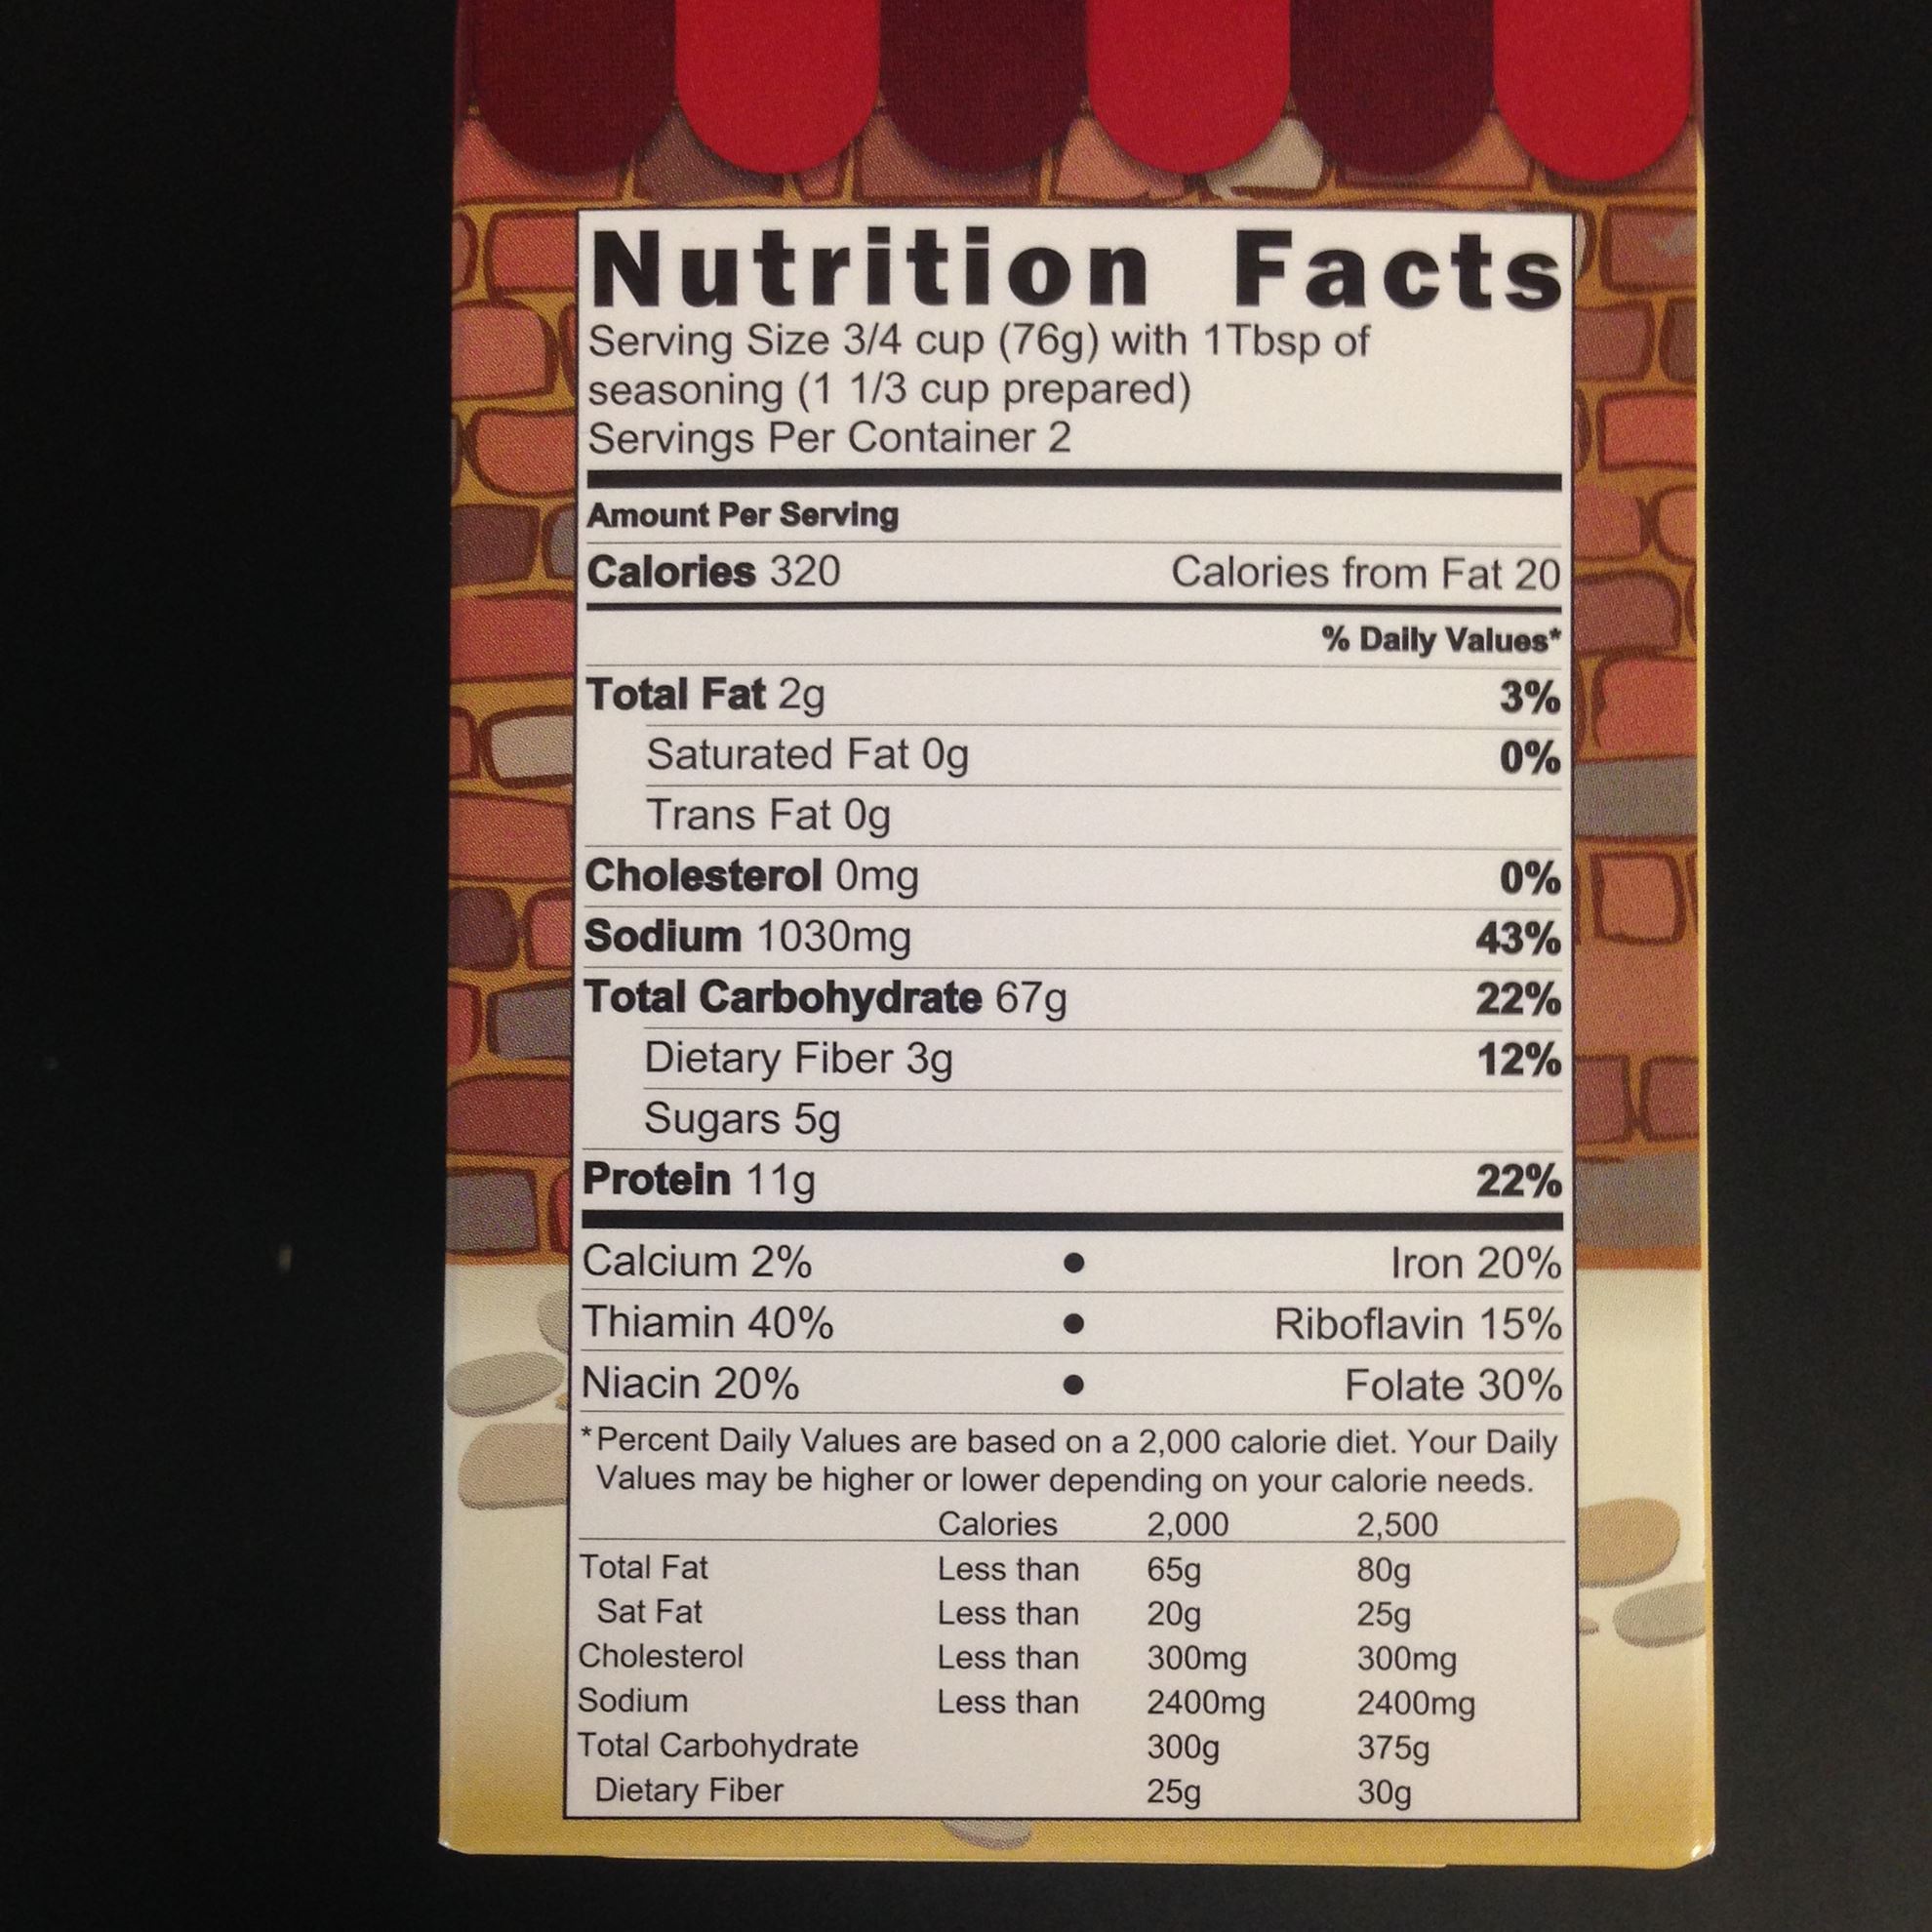 Nutrition Facts
Serving Size 3/4 cup (76g) with 1Tbsp of
seasoning (1 1/3 cup prepared)
Servings Per Container 2
Amount Per Serving
Calories 320 Calories from Fat 20
% Daily Values*
Total Fat 2g 3%
Saturated Fat 0g 0%
Trans Fat 0g
Cholesterol 0mg 0%
Sodium 1030mg 43%
Total Carbohydrate 67g 22%
Dietary Fiber 3g 12%
Sugars 5g
Protein 11g 22%
Calcium 2% • Iron 20%
Thiamin 40% • Riboflavin 15%
Niacin 20% • Folate 30%
*Percent Daily Values are based on a 2,000 calorie diet. Your Daily
Values may be higher or lower depending on your calorie needs.
Calories 2,000 2,500
Total Fat Less than 65g 80g
Sat Fat Less than 20g 25g
Cholesterol Less than 300mg 300mg
Sodium Less than 2400mg 2400mg
Total Carbohydrate 300g 375g
Dietary Fiber 25g 30g